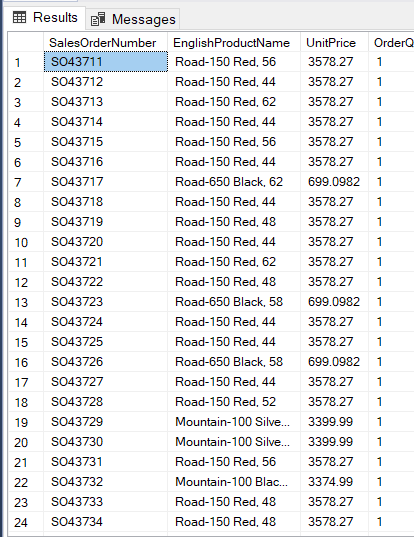 Results Messages
SalesOrderNumber EnglishProductName UnitPrice OrderQ
1 SO43711 Road-150 Red, 56 3578.27 1
2 SO43712 Road-150 Red, 44 3578.27 1
3 SO43713 Road-150 Red, 62 3578.27 1
4 SO43714 Road-150 Red, 44 3578.27 1
5 SO43715 Road-150 Red, 56 3578.27 1
6 SO43716 Road-150 Red, 44 3578.27 1
7 SO43717 Road-650 Black, 62 699.0982 1
8 SO43718 Road-150 Red, 44 3578.27 1
9 SO43719 Road-150 Red, 48 3578.27 1
10 SO43720 Road-150 Red, 44 3578.27 1
11 SO43721 Road-150 Red, 62 3578.27 1
12 SO43722 Road-150 Red, 48 3578.27 1
13 SO43723 Road-650 Black, 58 699.0982 1
14 SO43724 Road-150 Red, 44 3578.27 1
15 SO43725 Road-150 Red, 44 3578.27 1
16 SO43726 Road-650 Black, 58 699.0982 1
17 SO43727 Road-150 Red, 44 3578.27 1
18 SO43728 Road-150 Red, 52 3578.27 1
19 SO43729 Mountain-100 Silve... 3399.99 1
20 SO43730 Mountain-100 Silve... 3399.99 1
21 SO43731 Road-150 Red, 56 3578.27 1
22 SO43732 Mountain-100 Blac... 3374.99 1
23 SO43733 Road-150 Red, 48 3578.27 1
24 SO43734 Road-150 Red, 48 3578.27 1